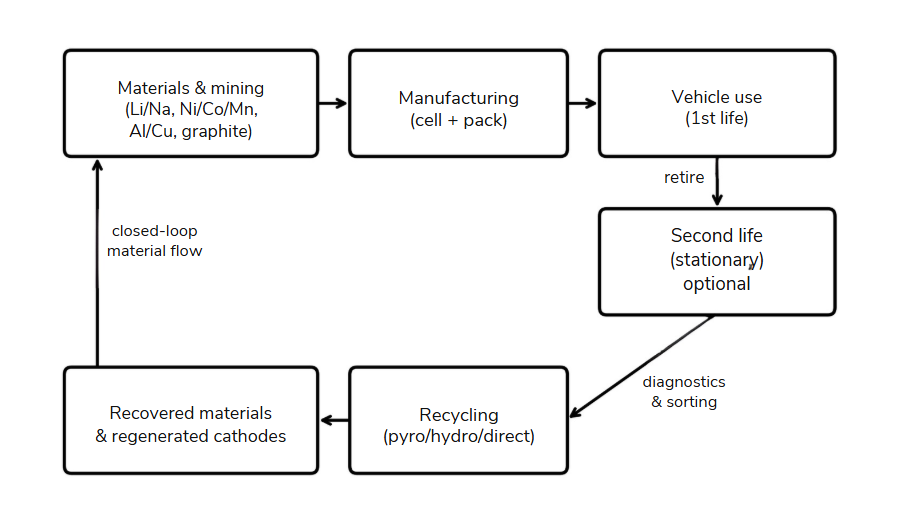 Materials & mining
(Li/Na, Ni/Co/Mn,
Al/Cu, graphite)
Manufacturing
(cell + pack)
Vehicle use
(1st life)
retire
Second life
(stationary)
optional
closed-loop
material flow
diagnostics
& sorting
Recycling
(pyro/hydro/direct)
Recovered materials
& regenerated cathodes